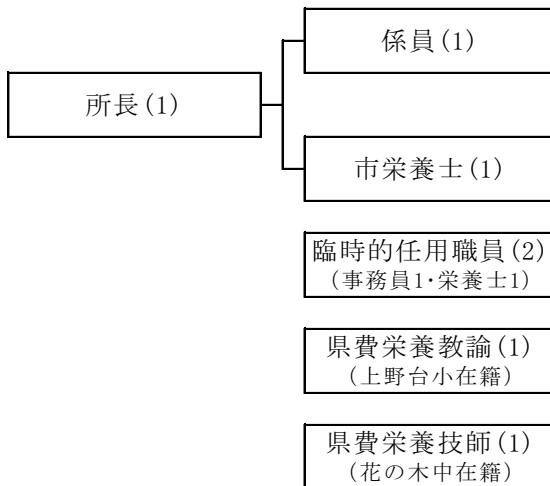 係員(1)
所長(1)
市栄養士(1)
臨時的任用職員(2)
(事務員1・栄養士1)
県費栄養教諭(1)
(上野台小在籍)
県費栄養技師(1)
(花の木中在籍)